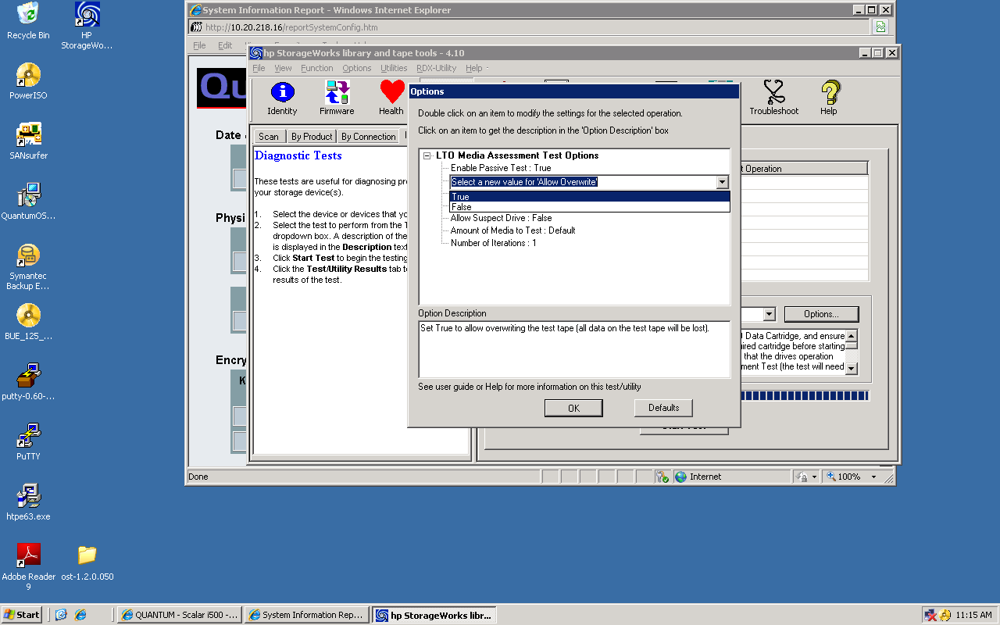 Recycle Bin
HP StorageWo...
PowerISO
SANsurfer
QuantumOS...
Symantec Backup E...
BUE_125_...
putty-0.60-...
PuTTY
htpe63.exe
Adobe Reader 9
ost-1.2.0.050
System Information Report - Windows Internet Explorer
http://10.20.218.16/reportSystemConfig.htm
File Edit
Qu
Date
Physi
Encry
K
Done
Internet
100%
hp StorageWorks library and tape tools - 4.10
File View Function Options Utilities RDX-Utility Help
Identity
Firmware
Health
Troubleshoot
Help
Scan
By Product
By Connection
Diagnostic Tests
These tests are useful for diagnosing pro
your storage device(s).
1. Select the device or devices that yo
2. Select the test to perform from the T
dropdown box. A description of the
is displayed in the Description text
3. Click Start Test to begin the testing
4. Click the Test/Utility Results tab to
results of the test.
t Operation
Options...
Data Cartridge, and ensure
ired cartridge before starting
that the drives operation
ment Test (the test will need
Options
Double click on an item to modify the settings for the selected operation.
Click on an item to get the description in the 'Option Description' box
LTO Media Assessment Test Options
Enable Passive Test : True
Select a new value for 'Allow Overwrite'
True
False
Allow Suspect Drive : False
Amount of Media to Test : Default
Number of Iterations : 1
Option Description
Set True to allow overwriting the test tape (all data on the test tape will be lost).
See user guide or Help for more information on this test/utility
OK
Defaults
Start
QUANTUM - Scalar i500 -...
System Information Rep...
hp StorageWorks libr...
11:15 AM